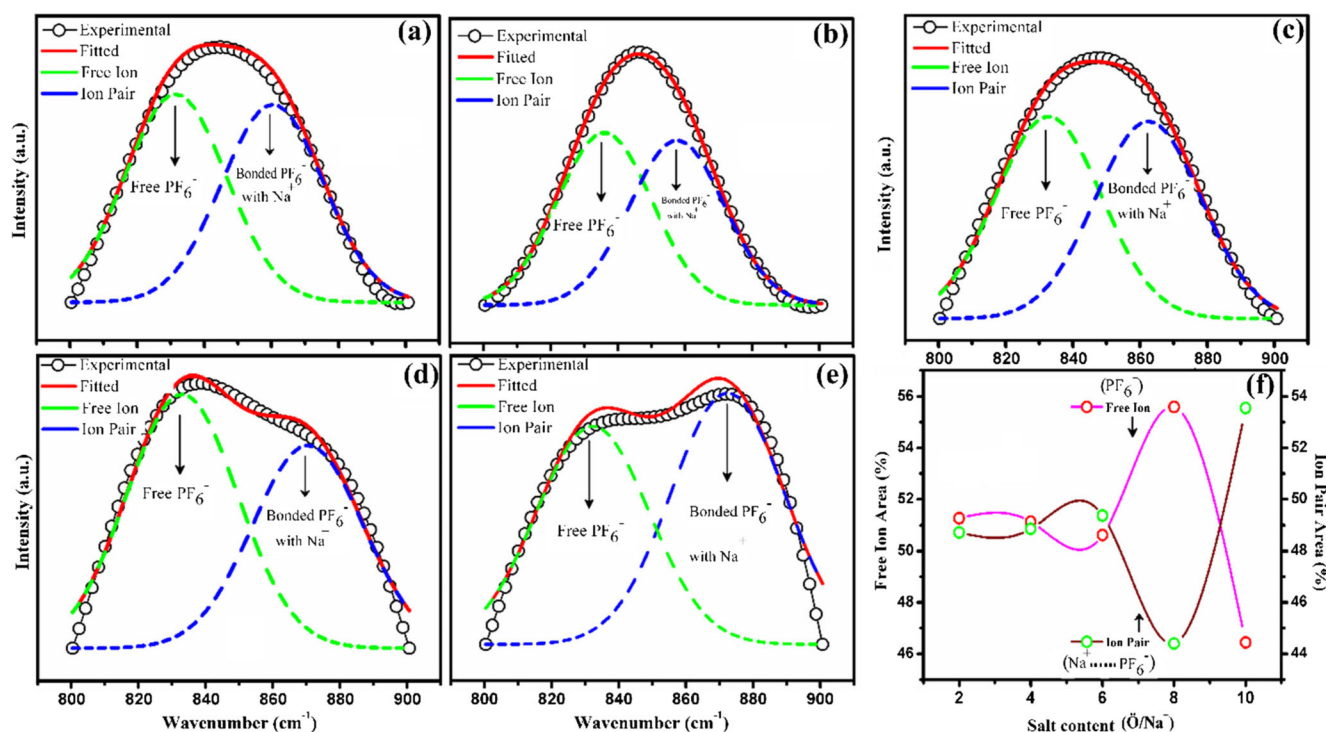 (a)
Experimental
Fitted
Free Ion
Ion Pair
Free PF6-
Bonded PF6-
with Na+
Intensity (a.u.)
(b)
Experimental
Fitted
Free Ion
Ion Pair
Free PF6-
Bonded PF6-
with Na+
(c)
Experimental
Fitted
Free Ion
Ion Pair
Free PF6-
Bonded PF6-
with Na+
Intensity (a.u.)
800 820 840 860 880 900
(d)
Experimental
Fitted
Free Ion
Ion Pair
Free PF6-
Bonded PF6-
with Na-
Intensity (a.u.)
800 820 840 860 880 900
Wavenumber (cm-1)
(e)
Experimental
Fitted
Free Ion
Ion Pair
Free PF6-
Bonded PF6-
with Na+
800 820 840 860 880 900
Wavenumber (cm-1)
(f)
(PF6-)
Free Ion
Ion Pair
(Na+......PF6-)
Free Ion Area (%)
56
54
52
50
48
46
Ion Pair Area (%)
54
53
51
50
48
46
44
2 4 6 8 10
Salt content (Ö/Na-)